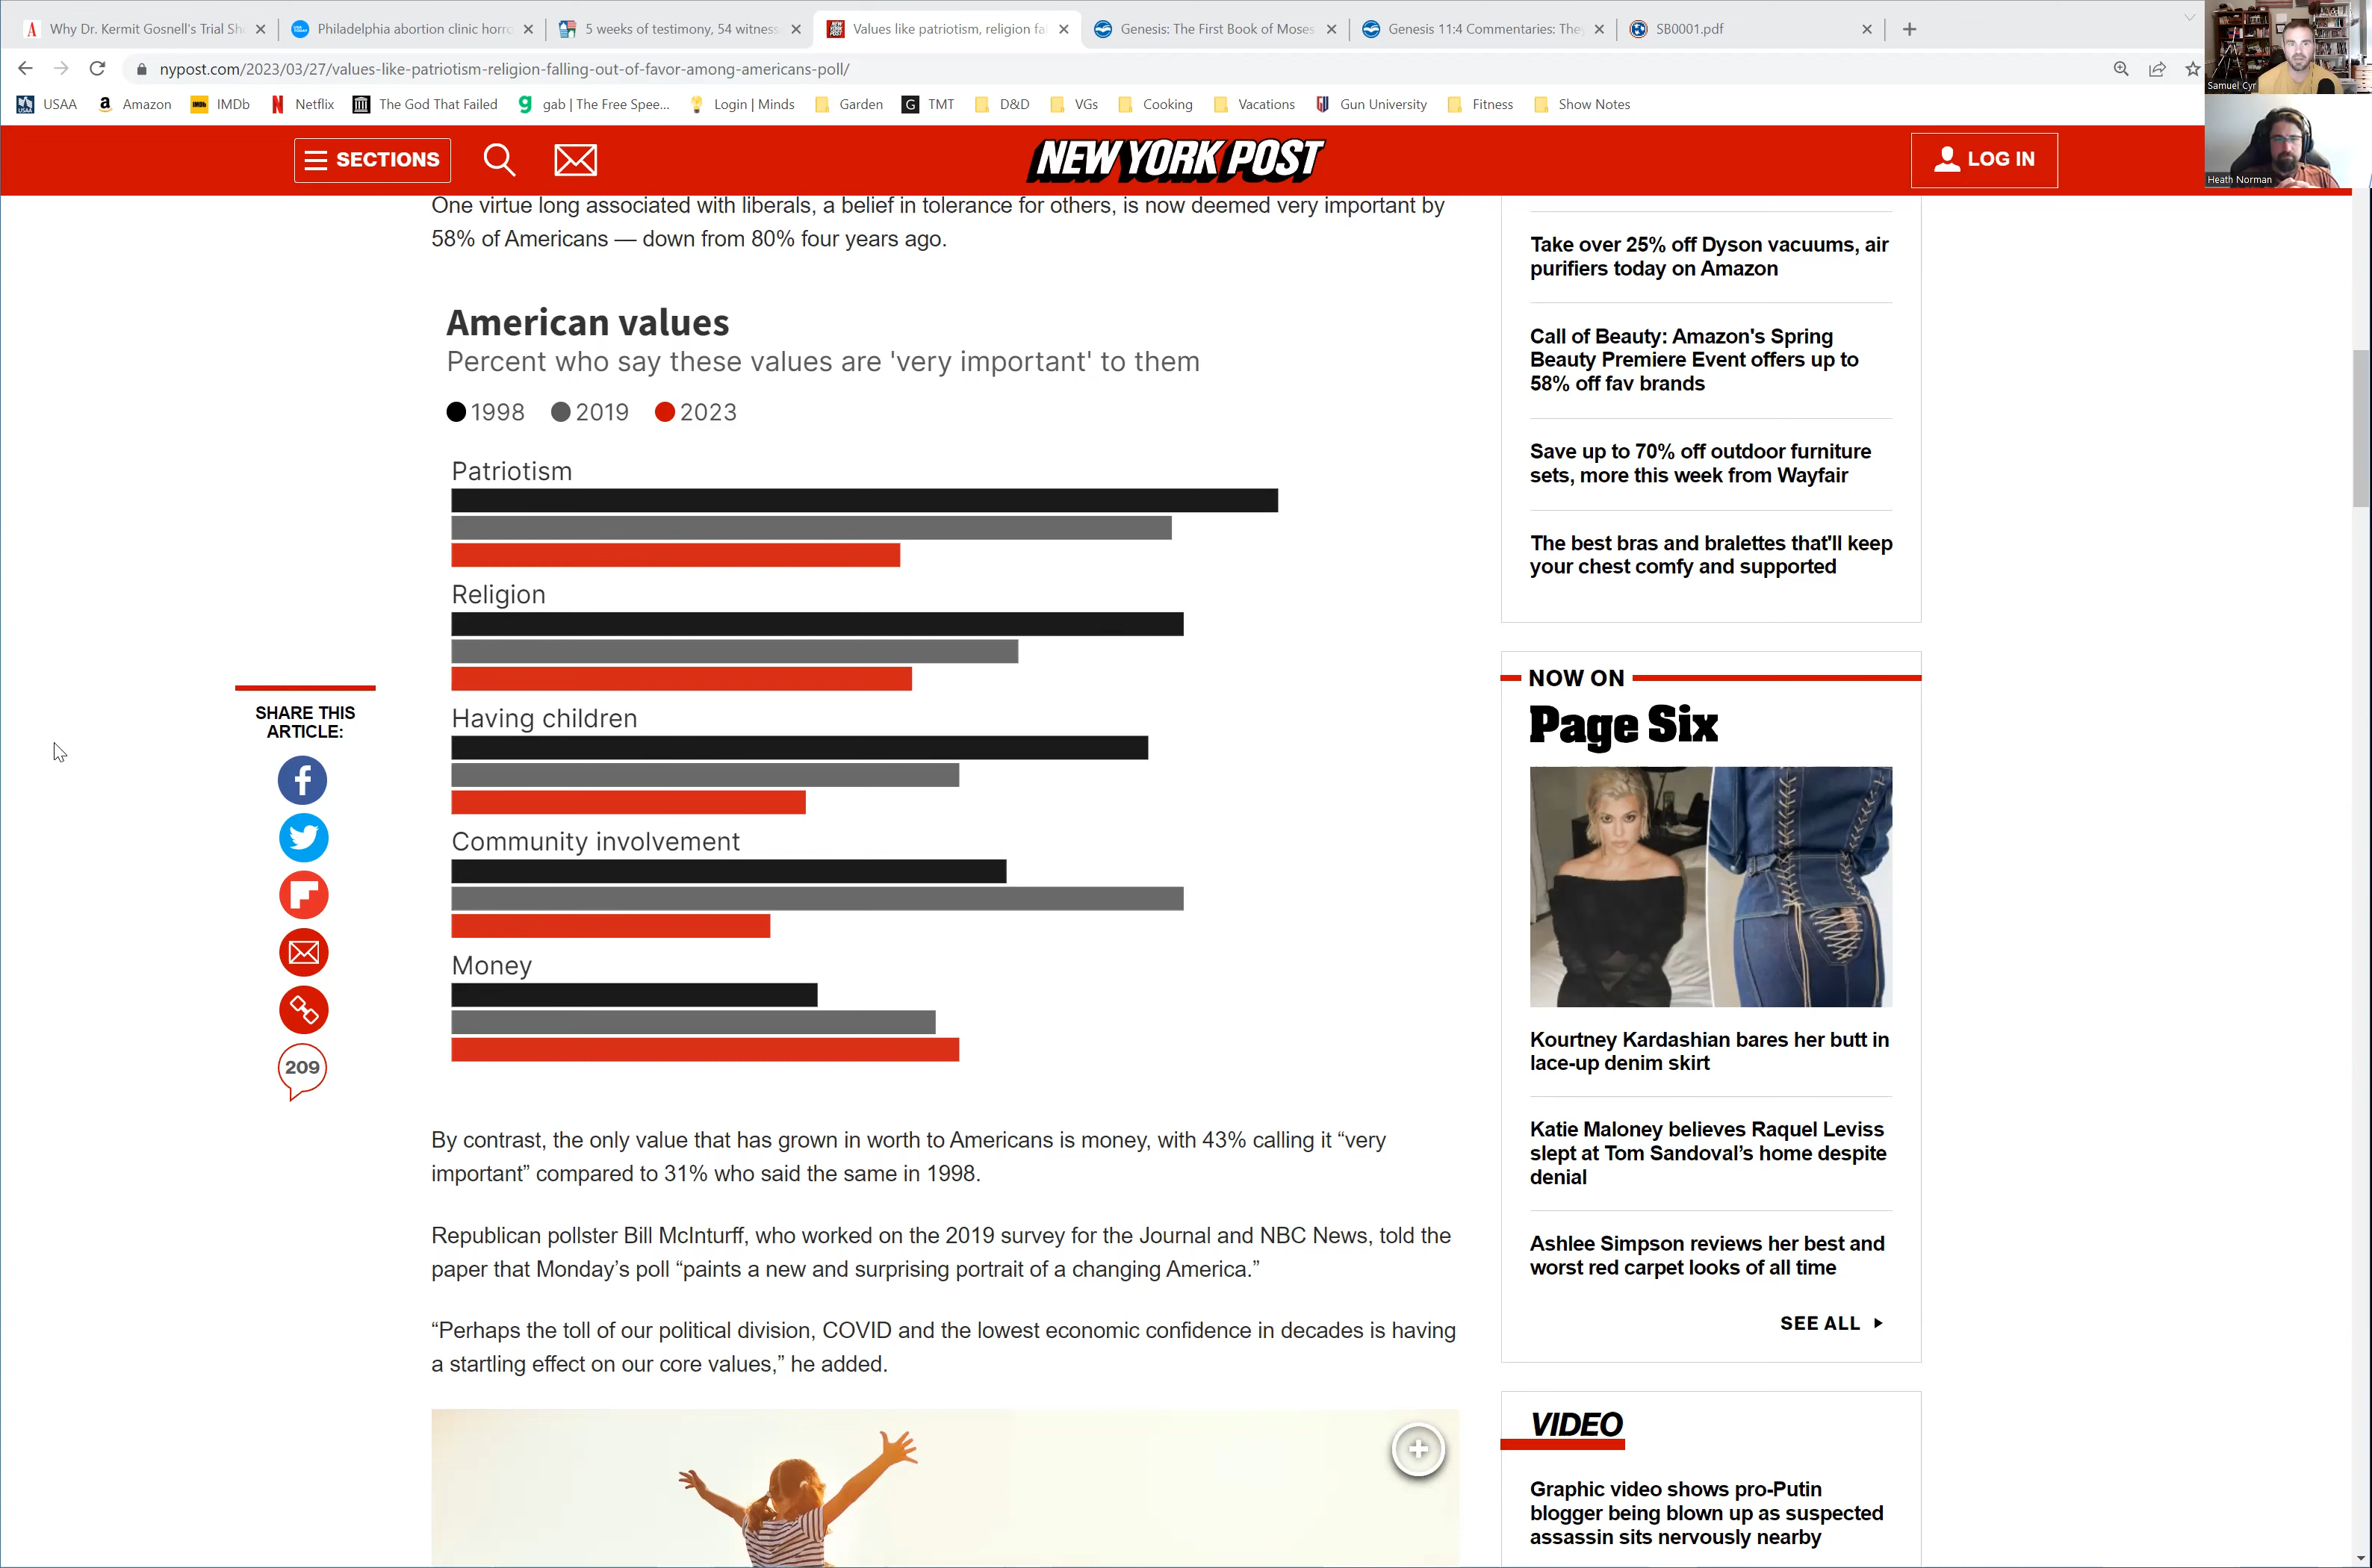 Why Dr. Kermit Gosnell's Trial Sh
Philadelphia abortion clinic horro
5 weeks of testimony, 54 witness
Values like patriotism, religion fa
Genesis: The First Book of Moses
Genesis 11:4 Commentaries: The
SB0001.pdf
nypost.com/2023/03/27/values-like-patriotism-religion-falling-out-of-favor-among-americans-poll/
USAA
Amazon
IMDb
Netflix
The God That Failed
gab | The Free Spee...
Login | Minds
Garden
TMT
D&D
VGs
Cooking
Vacations
Gun University
Fitness
Show Notes
Samuel Cyr
Heath Norman
SECTIONS
NEW YORK POST
LOG IN
One virtue long associated with liberals, a belief in tolerance for others, is now deemed very important by
58% of Americans — down from 80% four years ago.
American values
Percent who say these values are 'very important' to them
1998 2019 2023
Patriotism
Religion
Having children
Community involvement
Money
SHARE THIS
ARTICLE:
209
By contrast, the only value that has grown in worth to Americans is money, with 43% calling it “very
important” compared to 31% who said the same in 1998.
Republican pollster Bill McInturff, who worked on the 2019 survey for the Journal and NBC News, told the
paper that Monday’s poll “paints a new and surprising portrait of a changing America.”
“Perhaps the toll of our political division, COVID and the lowest economic confidence in decades is having
a startling effect on our core values,” he added.
Take over 25% off Dyson vacuums, air
purifiers today on Amazon
Call of Beauty: Amazon's Spring
Beauty Premiere Event offers up to
58% off fav brands
Save up to 70% off outdoor furniture
sets, more this week from Wayfair
The best bras and bralettes that'll keep
your chest comfy and supported
NOW ON
Page Six
Kourtney Kardashian bares her butt in
lace-up denim skirt
Katie Maloney believes Raquel Leviss
slept at Tom Sandoval’s home despite
denial
Ashlee Simpson reviews her best and
worst red carpet looks of all time
SEE ALL
VIDEO
Graphic video shows pro-Putin
blogger being blown up as suspected
assassin sits nervously nearby